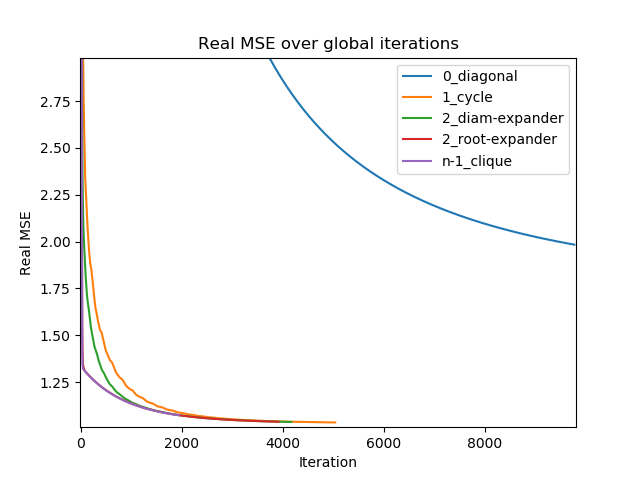 Real MSE over global iterations
Real MSE
2.75
2.50
2.25
2.00
1.75
1.50
1.25
0_diagonal
1_cycle
2_diam-expander
2_root-expander
n-1_clique
0 2000 4000 6000 8000
Iteration